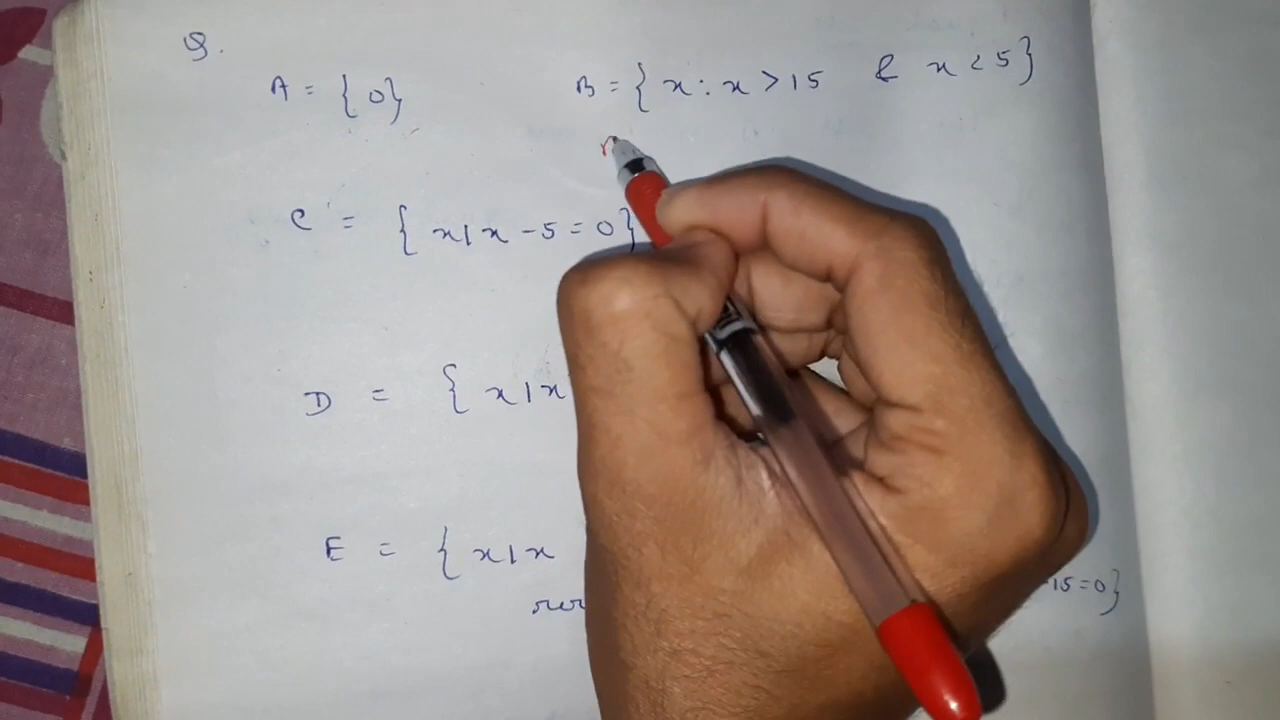 Q.
A = {0} B = {x : x > 15 & x < 5}
C = {x | x - 5 = 0}
D = {x | x
E = {x | x
-15 = 0}